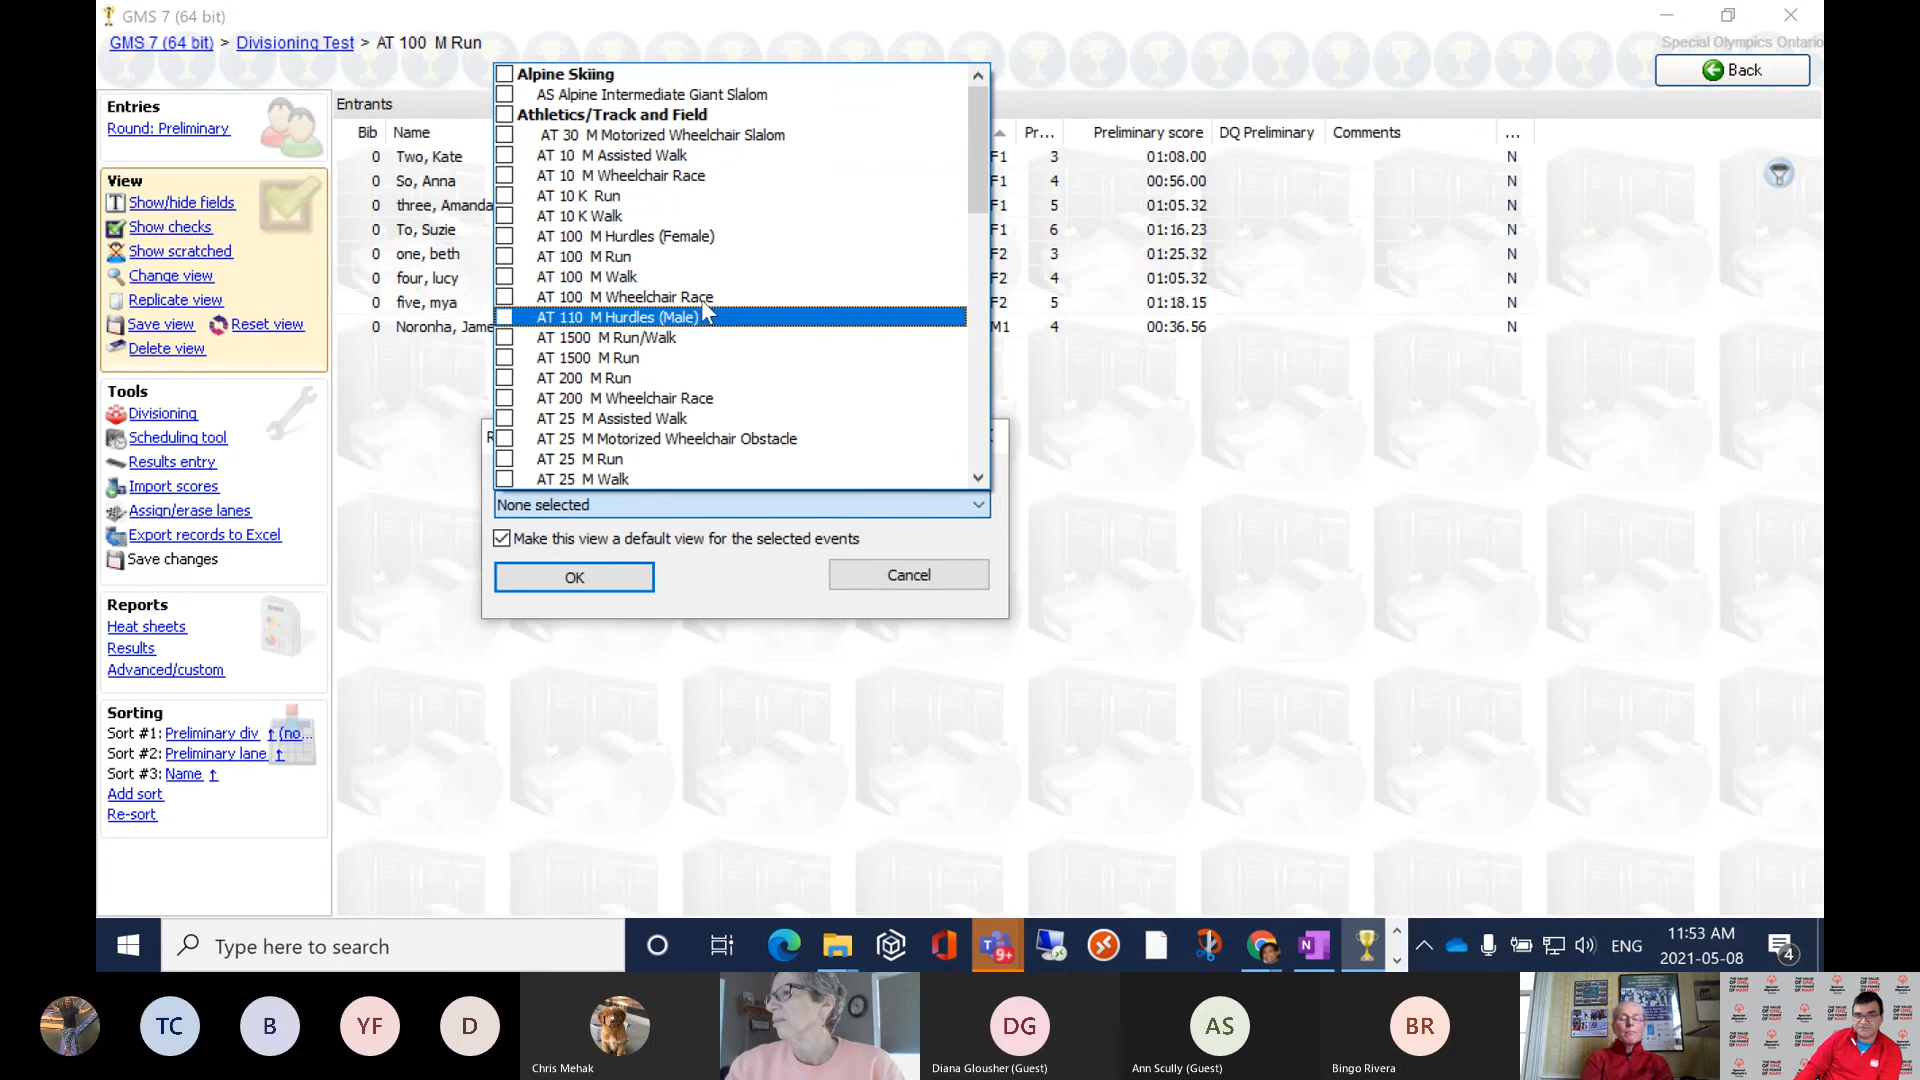 GMS 7 (64 bit)
GMS 7 (64 bit) > Divisioning Test > AT 100 M Run
Special Olympics Ontario
Back
Entries
Round: Preliminary
View
Show/hide fields
Show checks
Show scratched
Change view
Replicate view
Save view Reset view
Delete view
Tools
Divisioning
Scheduling tool
Results entry
Import scores
Assign/erase lanes
Export records to Excel
Save changes
Reports
Heat sheets
Results
Advanced/custom
Sorting
Sort #1: Preliminary div ↑ (no...
Sort #2: Preliminary lane ↑
Sort #3: Name ↑
Add sort
Re-sort
Entrants
Bib Name Pr... Preliminary score DQ Preliminary Comments ...
0 Two, Kate F1 3 01:08.00 N
0 So, Anna F1 4 00:56.00 N
0 three, Amanda F1 5 01:05.32 N
0 To, Suzie F1 6 01:16.23 N
0 one, beth F2 3 01:25.32 N
0 four, lucy F2 4 01:05.32 N
0 five, mya F2 5 01:18.15 N
0 Noronha, Jame M1 4 00:36.56 N
Alpine Skiing
AS Alpine Intermediate Giant Slalom
Athletics/Track and Field
AT 30 M Motorized Wheelchair Slalom
AT 10 M Assisted Walk
AT 10 M Wheelchair Race
AT 10 K Run
AT 10 K Walk
AT 100 M Hurdles (Female)
AT 100 M Run
AT 100 M Walk
AT 100 M Wheelchair Race
AT 110 M Hurdles (Male)
AT 1500 M Run/Walk
AT 1500 M Run
AT 200 M Run
AT 200 M Wheelchair Race
AT 25 M Assisted Walk
AT 25 M Motorized Wheelchair Obstacle
AT 25 M Run
AT 25 M Walk
None selected
Make this view a default view for the selected events
OK Cancel
Type here to search
9+
ENG
11:53 AM
2021-05-08
4
TC
B
YF
D
Chris Mehak
DG
Diana Glousher (Guest)
AS
Ann Scully (Guest)
BR
Bingo Rivera